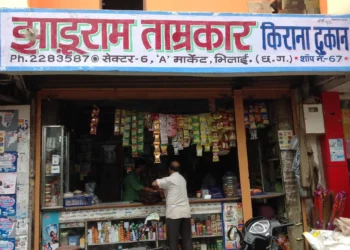 झाड़ूराम ताम्रकार किराना दुकान
Ph.2283587 सेक्टर-6, 'A' मार्केट, भिलाई. (छ.ग.) शॉप नं.-67